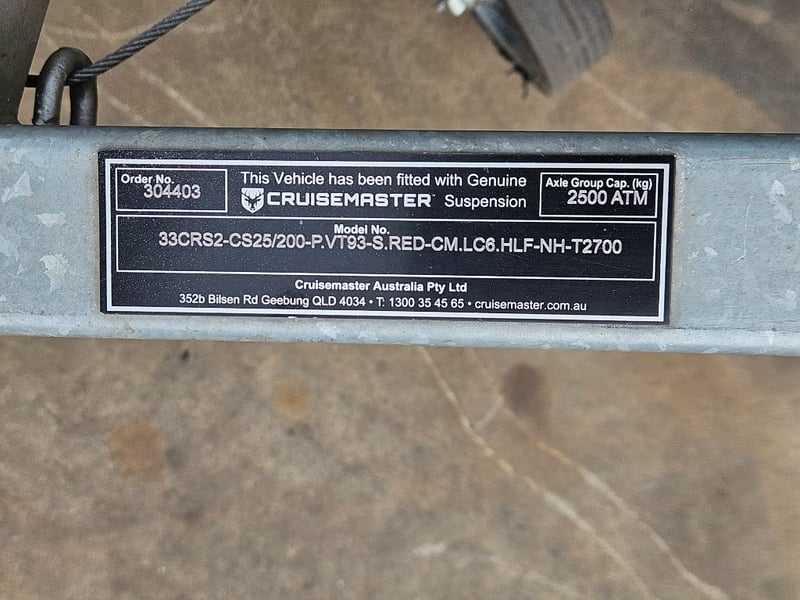 Order No.
304403
This Vehicle has been fitted with Genuine
CRUISEMASTER Suspension
Axle Group Cap. (kg)
2500 ATM
Model No.
33CRS2-CS25/200-P.VT93-S.RED-CM.LC6.HLF-NH-T2700
Cruisemaster Australia Pty Ltd
352b Bilsen Rd Geebung QLD 4034 • T: 1300 35 45 65 • cruisemaster.com.au